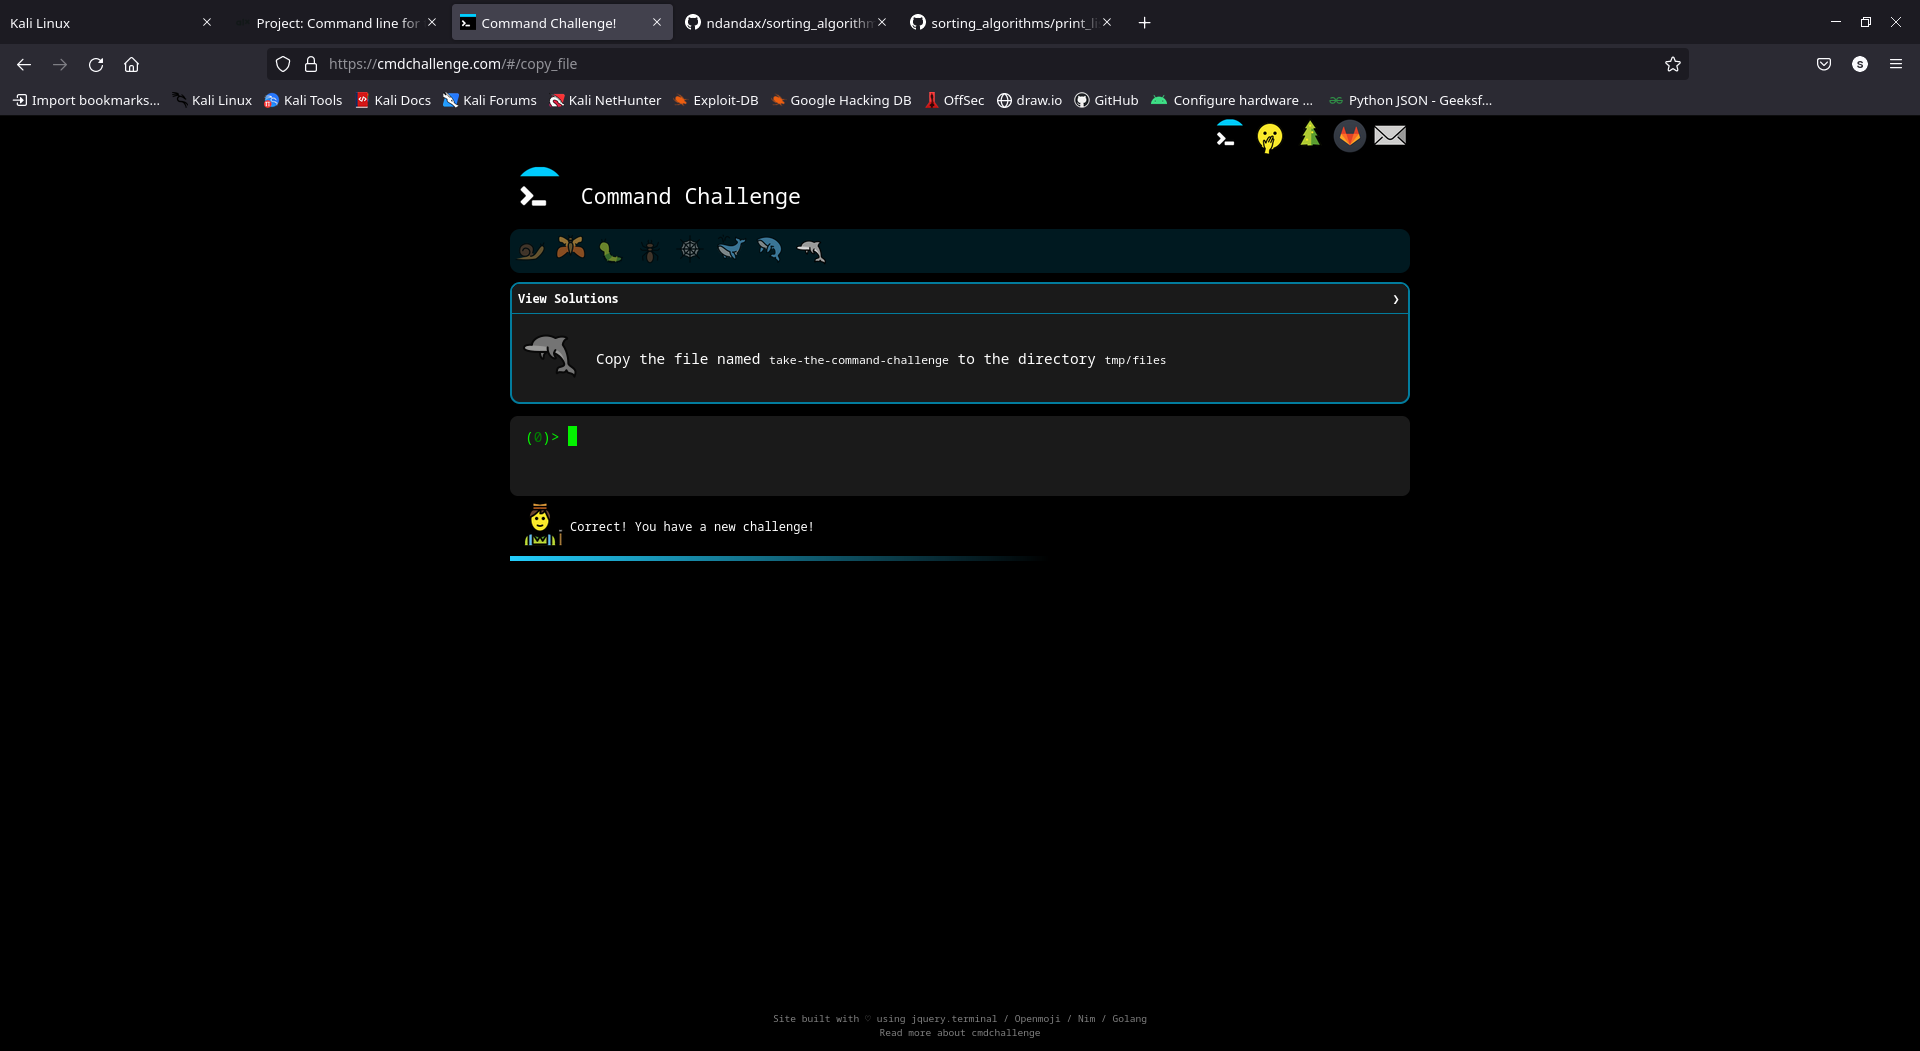 Kali Linux
Project: Command line for
Command Challenge!
ndandax/sorting_algorithm
sorting_algorithms/print_li
https://cmdchallenge.com/#/copy_file
S
Import bookmarks...
Kali Linux
Kali Tools
Kali Docs
Kali Forums
Kali NetHunter
Exploit-DB
Google Hacking DB
OffSec
draw.io
GitHub
Configure hardware ...
Python JSON - Geeksf...
Command Challenge
View Solutions
Copy the file named take-the-command-challenge to the directory tmp/files
(0)>
Correct! You have a new challenge!
Site built with ♡ using jquery.terminal / Openmoji / Nim / Golang
Read more about cmdchallenge